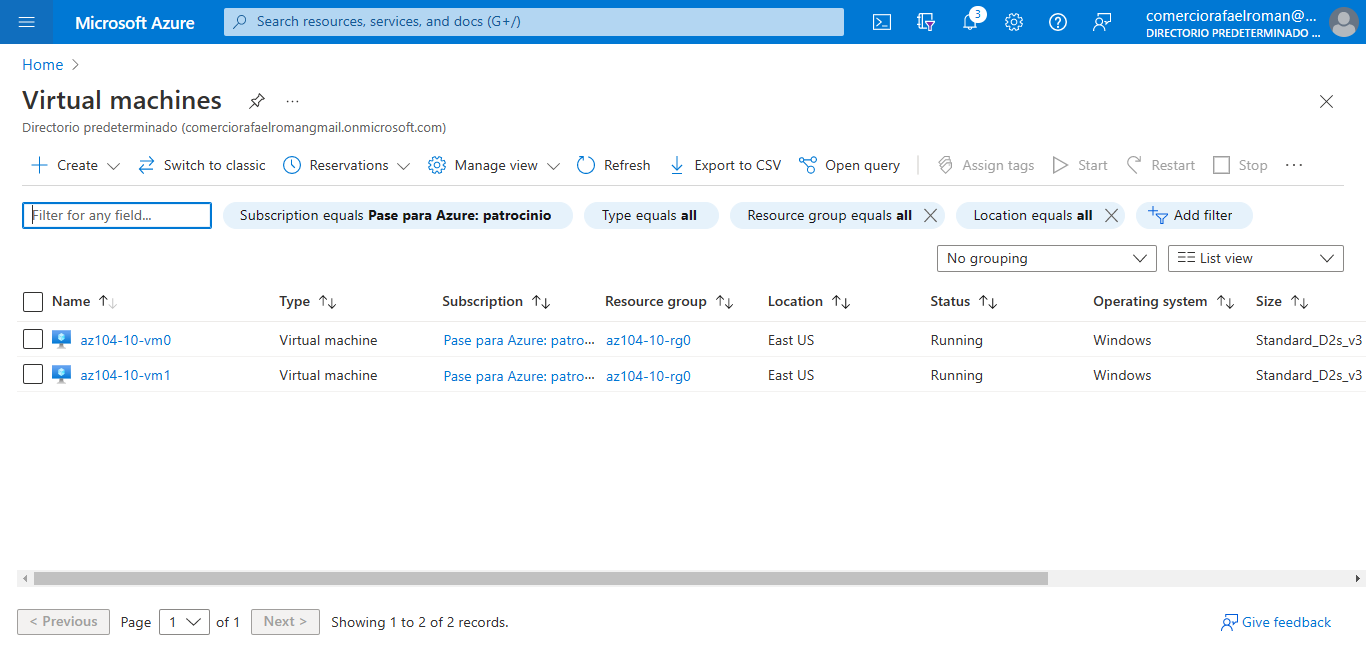 Microsoft Azure
Search resources, services, and docs (G+/)
3
comerciorafaelroman@...
DIRECTORIO PREDETERMINADO ...
Home
Virtual machines
...
Directorio predeterminado (comerciorafaelromangmail.onmicrosoft.com)
Create Switch to classic Reservations Manage view Refresh Export to CSV Open query Assign tags Start Restart Stop ...
Filter for any field... Subscription equals Pase para Azure: patrocinio Type equals all Resource group equals all Location equals all Add filter
No grouping List view
Name Type Subscription Resource group Location Status Operating system Size
az104-10-vm0 Virtual machine Pase para Azure: patro... az104-10-rg0 East US Running Windows Standard_D2s_v3
az104-10-vm1 Virtual machine Pase para Azure: patro... az104-10-rg0 East US Running Windows Standard_D2s_v3
< Previous Page 1 of 1 Next > Showing 1 to 2 of 2 records. Give feedback